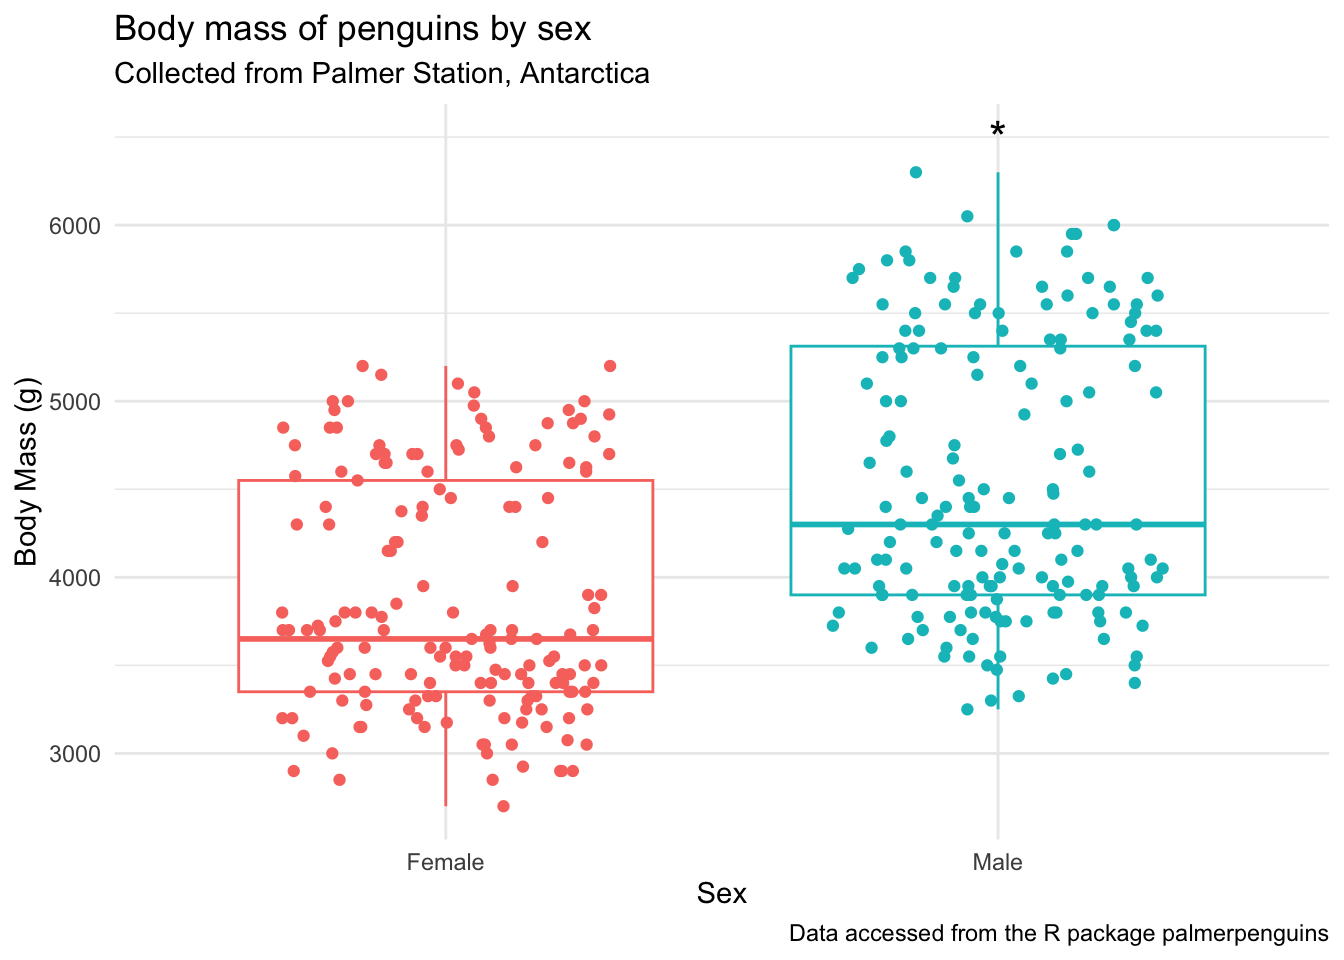 Body mass of penguins by sex
Collected from Palmer Station, Antarctica
*
Body Mass (g)
6000
5000
4000
3000
Female Male
Sex
Data accessed from the R package palmerpenguins